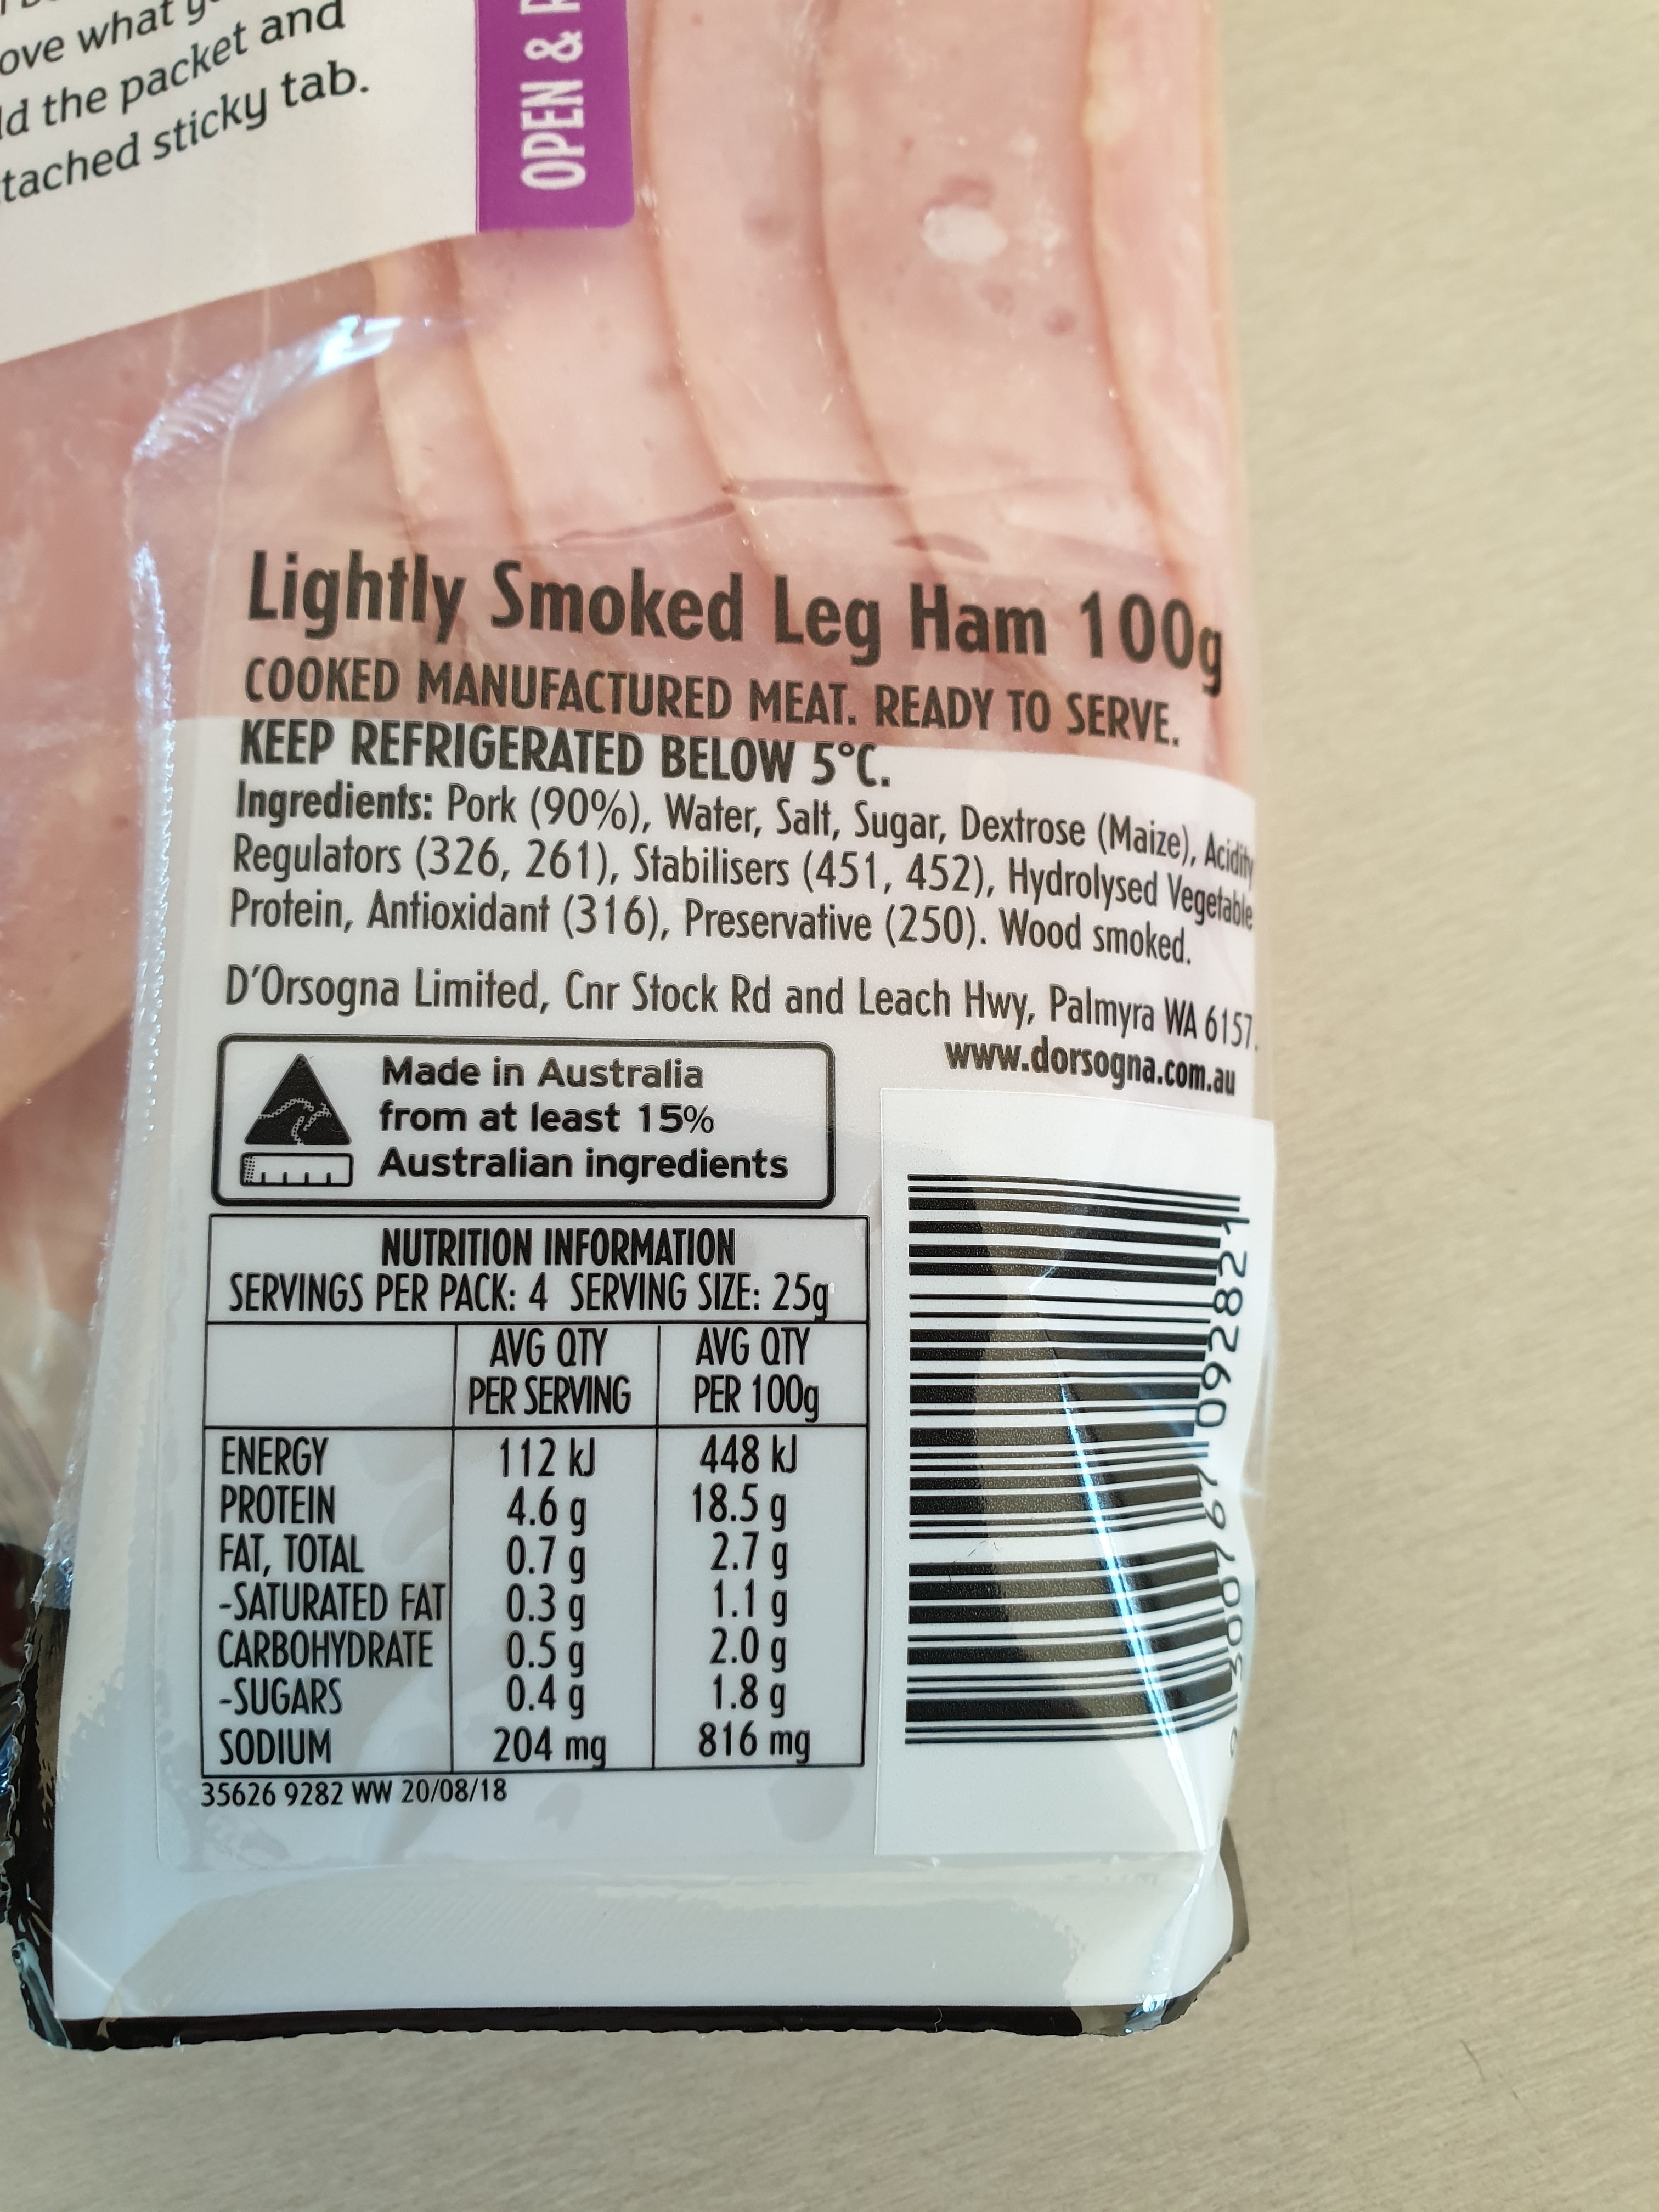 ove what
ld the packet and
tached sticky tab.
OPEN &
Lightly Smoked Leg Ham 100g
COOKED MANUFACTURED MEAT. READY TO SERVE.
KEEP REFRIGERATED BELOW 5°C.
Ingredients: Pork (90%), Water, Salt, Sugar, Dextrose (Maize), Acidity
Regulators (326, 261), Stabilisers (451, 452), Hydrolysed Vegetable
Protein, Antioxidant (316), Preservative (250). Wood smoked.
D'Orsogna Limited, Cnr Stock Rd and Leach Hwy, Palmyra WA 6157.
www.dorsogna.com.au
Made in Australia
from at least 15%
Australian ingredients
NUTRITION INFORMATION
SERVINGS PER PACK: 4 SERVING SIZE: 25g
AVG QTY PER SERVING AVG QTY PER 100g
ENERGY 112 kJ 448 kJ
PROTEIN 4.6 g 18.5 g
FAT, TOTAL 0.7 g 2.7 g
-SATURATED FAT 0.3 g 1.1 g
CARBOHYDRATE 0.5 g 2.0 g
-SUGARS 0.4 g 1.8 g
SODIUM 204 mg 816 mg
35626 9282 WW 20/08/18
9 300767 092821